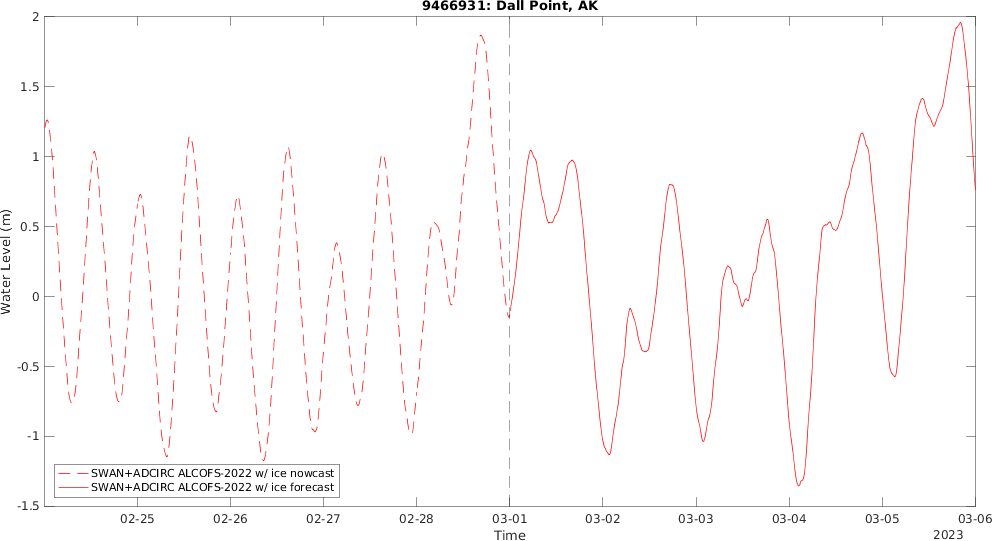 9466931: Dall Point, AK
2
1.5
1
0.5
0
-0.5
-1
-1.5
Water Level (m)
SWAN+ADCIRC ALCOFS-2022 w/ ice nowcast
SWAN+ADCIRC ALCOFS-2022 w/ ice forecast
02-25 02-26 02-27 02-28 03-01 03-02 03-03 03-04 03-05 03-06
Time
2023